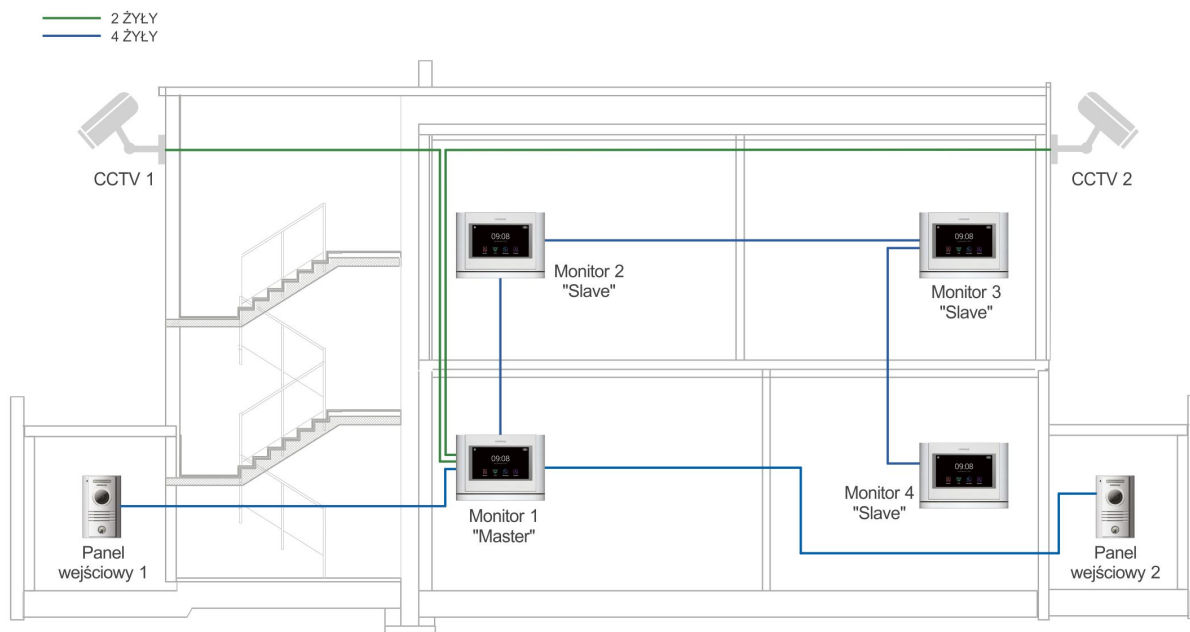 2 ŻYŁY
4 ŻYŁY
CCTV 1
CCTV 2
09:08
Monitor 2
"Slave"
09:08
Monitor 3
"Slave"
09:08
Monitor 1
"Master"
09:08
Monitor 4
"Slave"
Panel
wejściowy 1
Panel
wejściowy 2